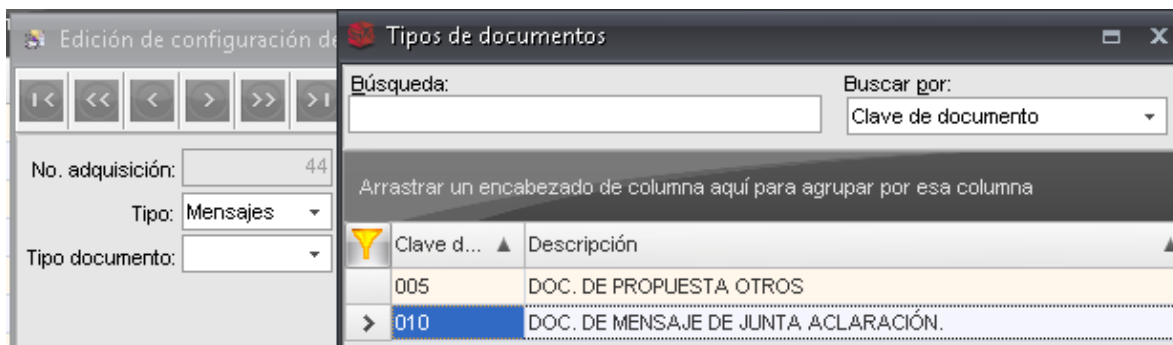 Edición de configuración de
No. adquisición:
44
Tipo:
Mensajes
Tipo documento:
Tipos de documentos
Búsqueda:
Buscar por:
Clave de documento
Arrastrar un encabezado de columna aquí para agrupar por esa columna
Clave d...
Descripción
005
DOC. DE PROPUESTA OTROS
010
DOC. DE MENSAJE DE JUNTA ACLARACIÓN.